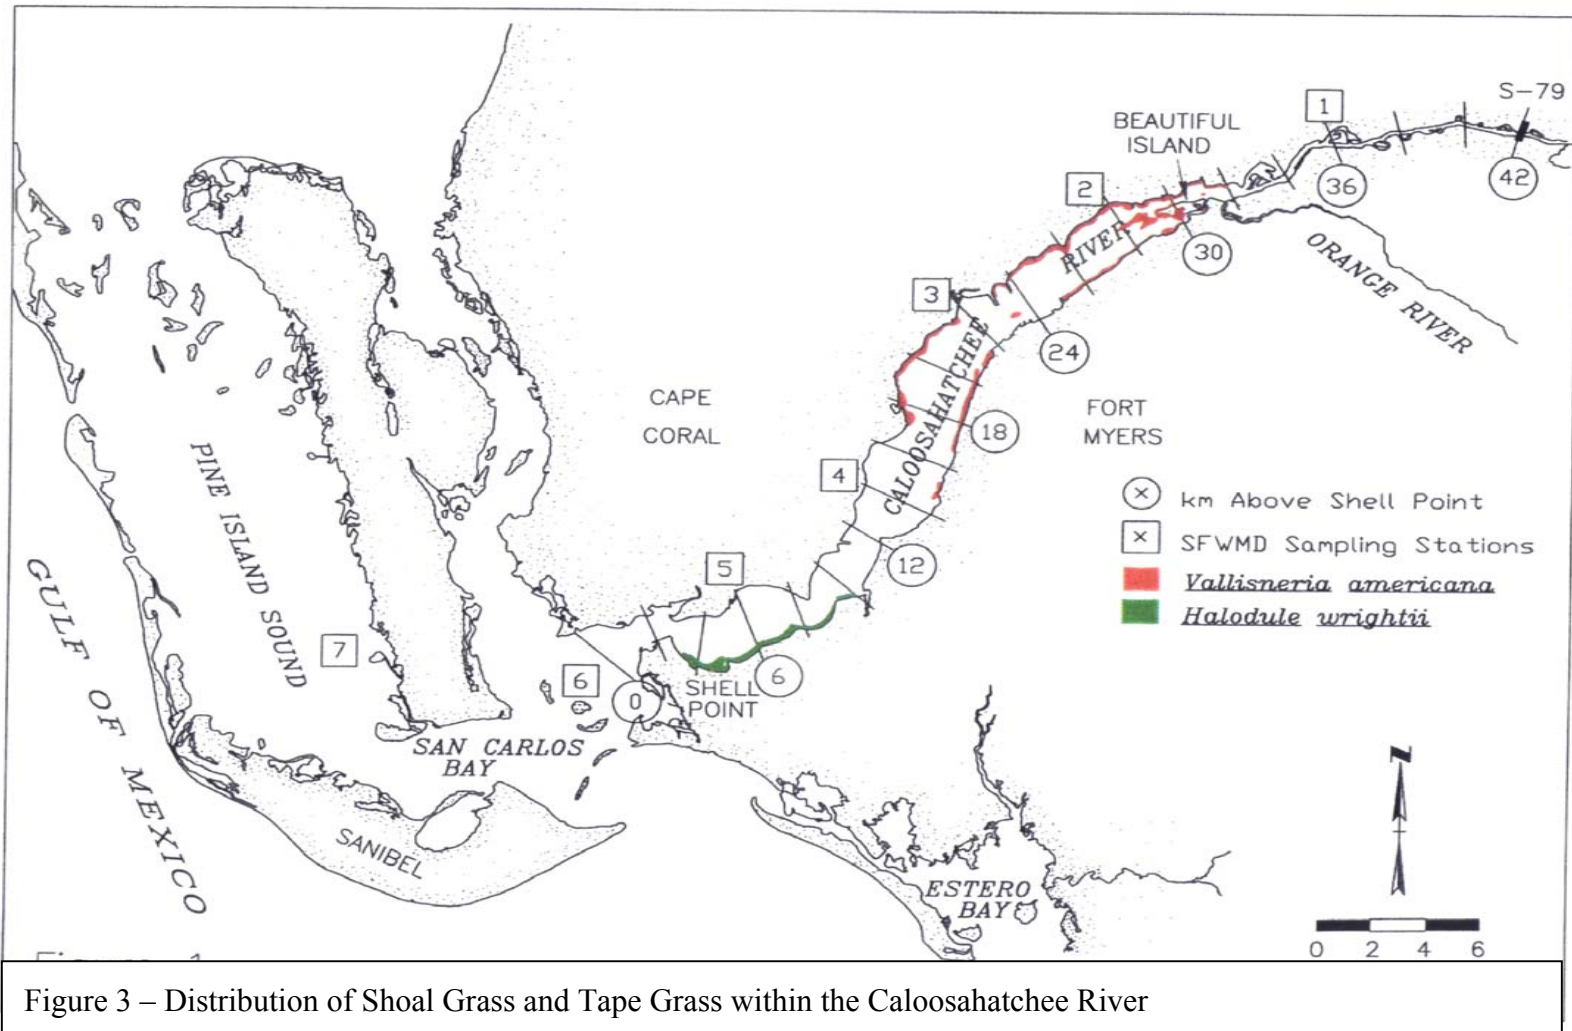 S-79
1
BEAUTIFUL
ISLAND
36
42
2
RIVER
30
ORANGE RIVER
3
24
CALOOSAHATCHEE
CAPE
CORAL
18
FORT
MYERS
PINE ISLAND SOUND
4
× km Above Shell Point
× SFWMD Sampling Stations
Vallisneria americana
Halodule wrightii
12
5
GULF OF MEXICO
7
6
0
SHELL
POINT
6
SAN CARLOS
BAY
N
SANIBEL
ESTERO
BAY
0 2 4 6
Figure 3 – Distribution of Shoal Grass and Tape Grass within the Caloosahatchee River